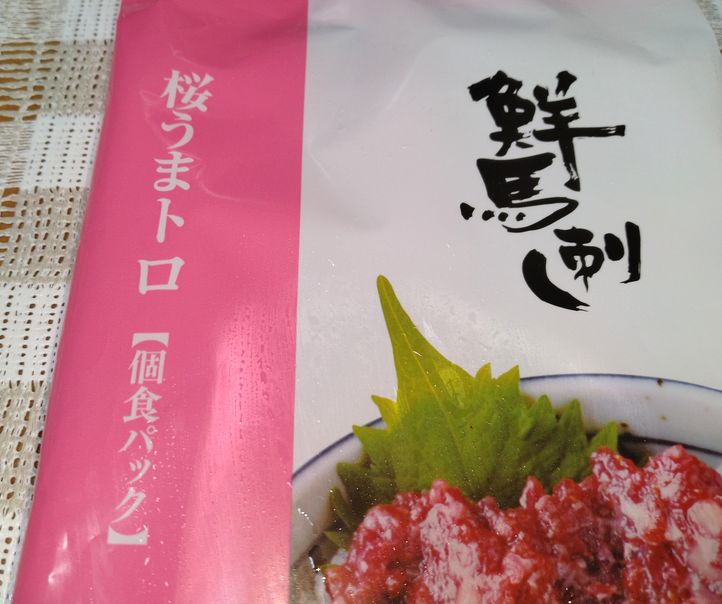 鮮馬刺し
桜うまトロ
【個食パック】